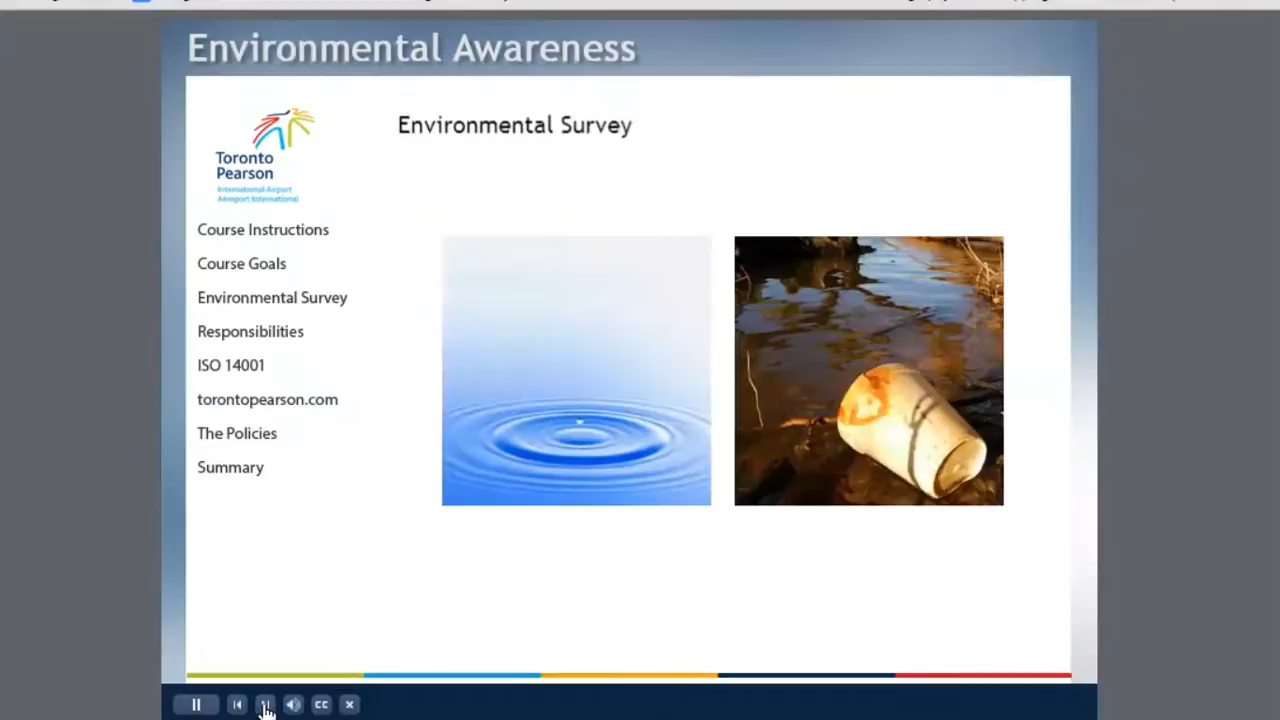 Environmental Awareness
Toronto
Pearson
International Airport
Aéroport International
Environmental Survey
Course Instructions
Course Goals
Environmental Survey
Responsibilities
ISO 14001
torontopearson.com
The Policies
Summary
CC